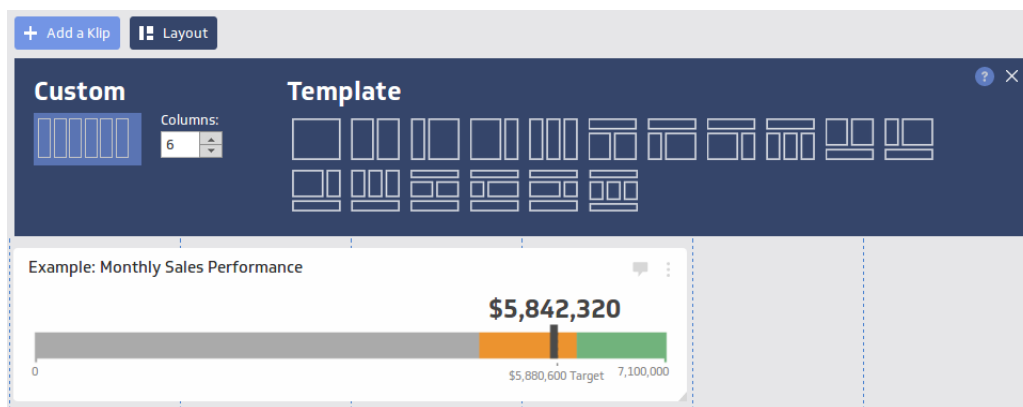 + Add a Klip
Layout
Custom
Template
?
Columns:
6
Example: Monthly Sales Performance
$5,842,320
0
$5,880,600 Target
7,100,000